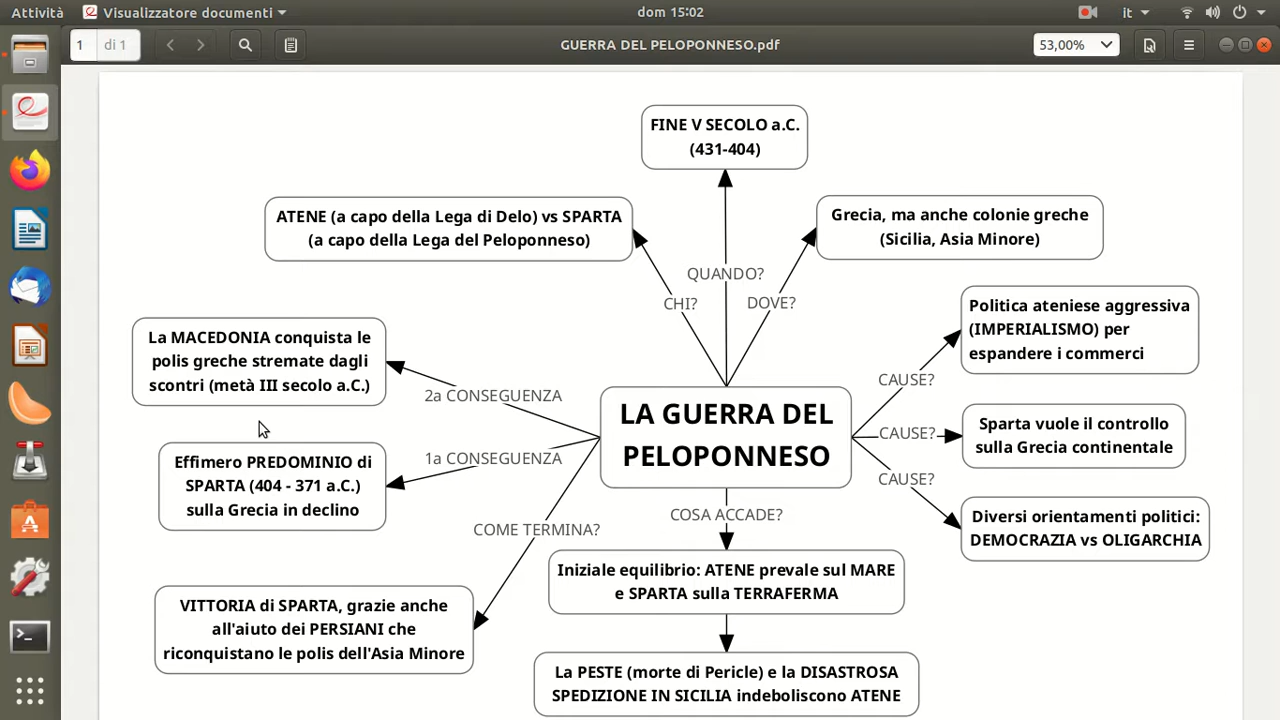 Attività
Visualizzatore documenti
dom 15:02
it
1
di 1
GUERRA DEL PELOPONNESO.pdf
53,00%
FINE V SECOLO a.C.
(431-404)
ATENE (a capo della Lega di Delo) vs SPARTA
(a capo della Lega del Peloponneso)
Grecia, ma anche colonie greche
(Sicilia, Asia Minore)
QUANDO?
CHI?
DOVE?
Politica ateniese aggressiva
(IMPERIALISMO) per
espandere i commerci
La MACEDONIA conquista le
polis greche stremate dagli
scontri (metà III secolo a.C.)
2a CONSEGUENZA
CAUSE?
LA GUERRA DEL
PELOPONNESO
CAUSE?
Sparta vuole il controllo
sulla Grecia continentale
1a CONSEGUENZA
Effimero PREDOMINIO di
SPARTA (404 - 371 a.C.)
sulla Grecia in declino
CAUSE?
Diversi orientamenti politici:
DEMOCRAZIA vs OLIGARCHIA
COSA ACCADE?
COME TERMINA?
Iniziale equilibrio: ATENE prevale sul MARE
e SPARTA sulla TERRAFERMA
VITTORIA di SPARTA, grazie anche
all'aiuto dei PERSIANI che
riconquistano le polis dell'Asia Minore
La PESTE (morte di Pericle) e la DISASTROSA
SPEDIZIONE IN SICILIA indeboliscono ATENE